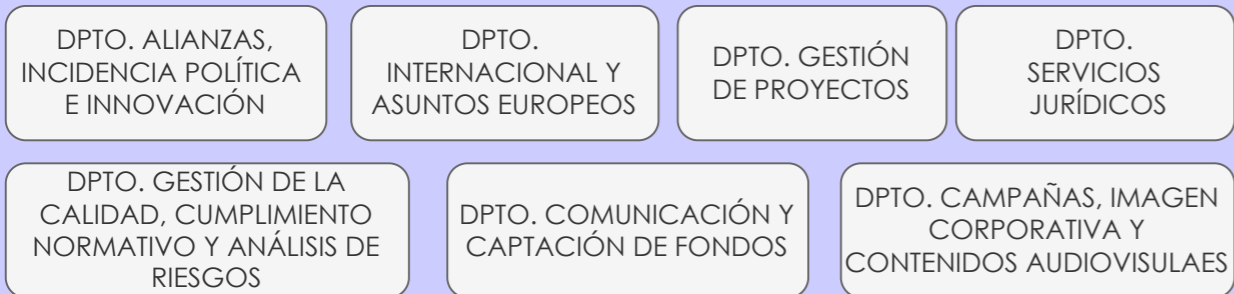 DPTO. ALIANZAS,
INCIDENCIA POLÍTICA
E INNOVACIÓN
DPTO.
INTERNACIONAL Y
ASUNTOS EUROPEOS
DPTO. GESTIÓN
DE PROYECTOS
DPTO.
SERVICIOS
JURÍDICOS
DPTO. GESTIÓN DE LA
CALIDAD, CUMPLIMIENTO
NORMATIVO Y ANÁLISIS DE
RIESGOS
DPTO. COMUNICACIÓN Y
CAPTACIÓN DE FONDOS
DPTO. CAMPAÑAS, IMAGEN
CORPORATIVA Y
CONTENIDOS AUDIOVISULAES